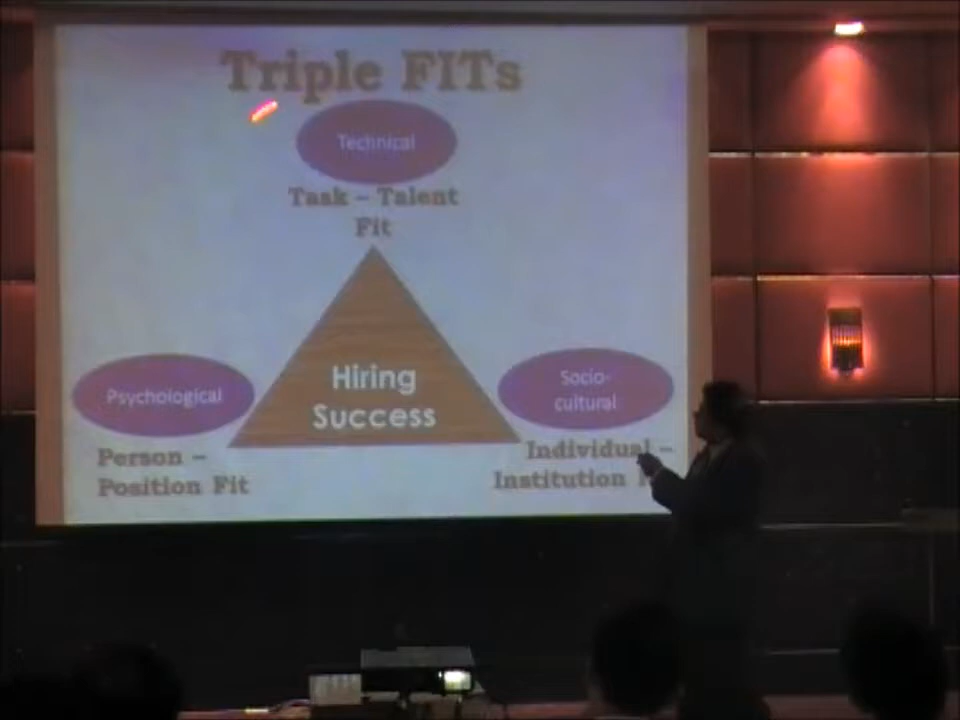 Triple FITs
Technical
Task – Talent
Fit
Hiring
Success
Psychological
Person –
Position Fit
Socio-
cultural
Individual –
Institution